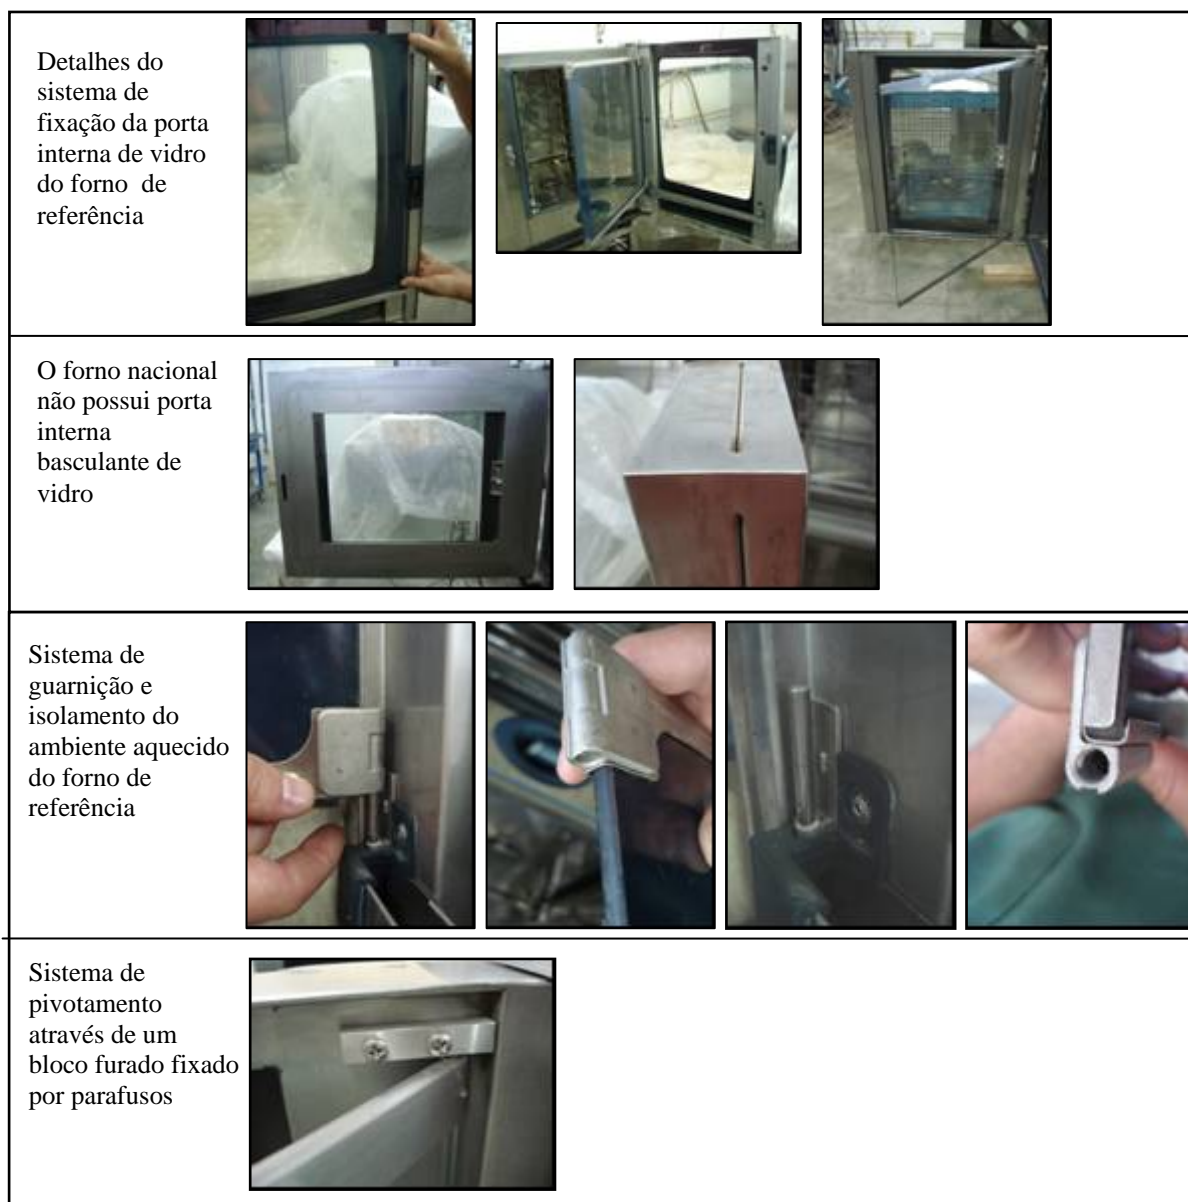 Detalhes do
sistema de
fixação da porta
interna de vidro
do forno de
referência
O forno nacional
não possui porta
interna
basculante de
vidro
Sistema de
guarnição e
isolamento do
ambiente aquecido
do forno de
referência
Sistema de
pivotamento
através de um
bloco furado fixado
por parafusos